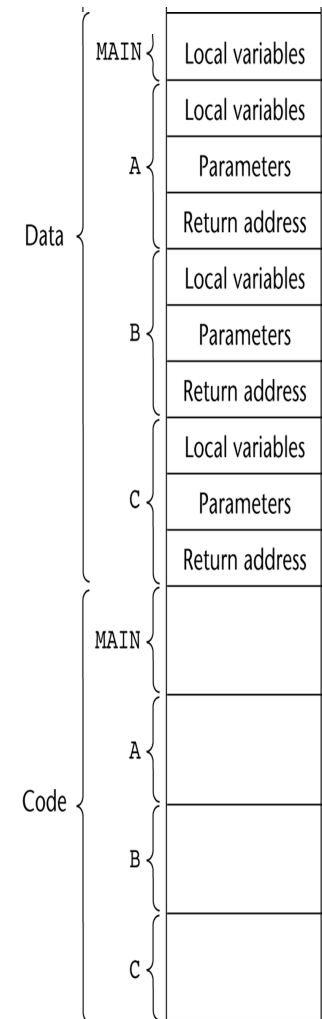 MAIN
Local variables
Local variables
A
Parameters
Return address
Data
Local variables
B
Parameters
Return address
Local variables
C
Parameters
Return address
MAIN
A
Code
B
C